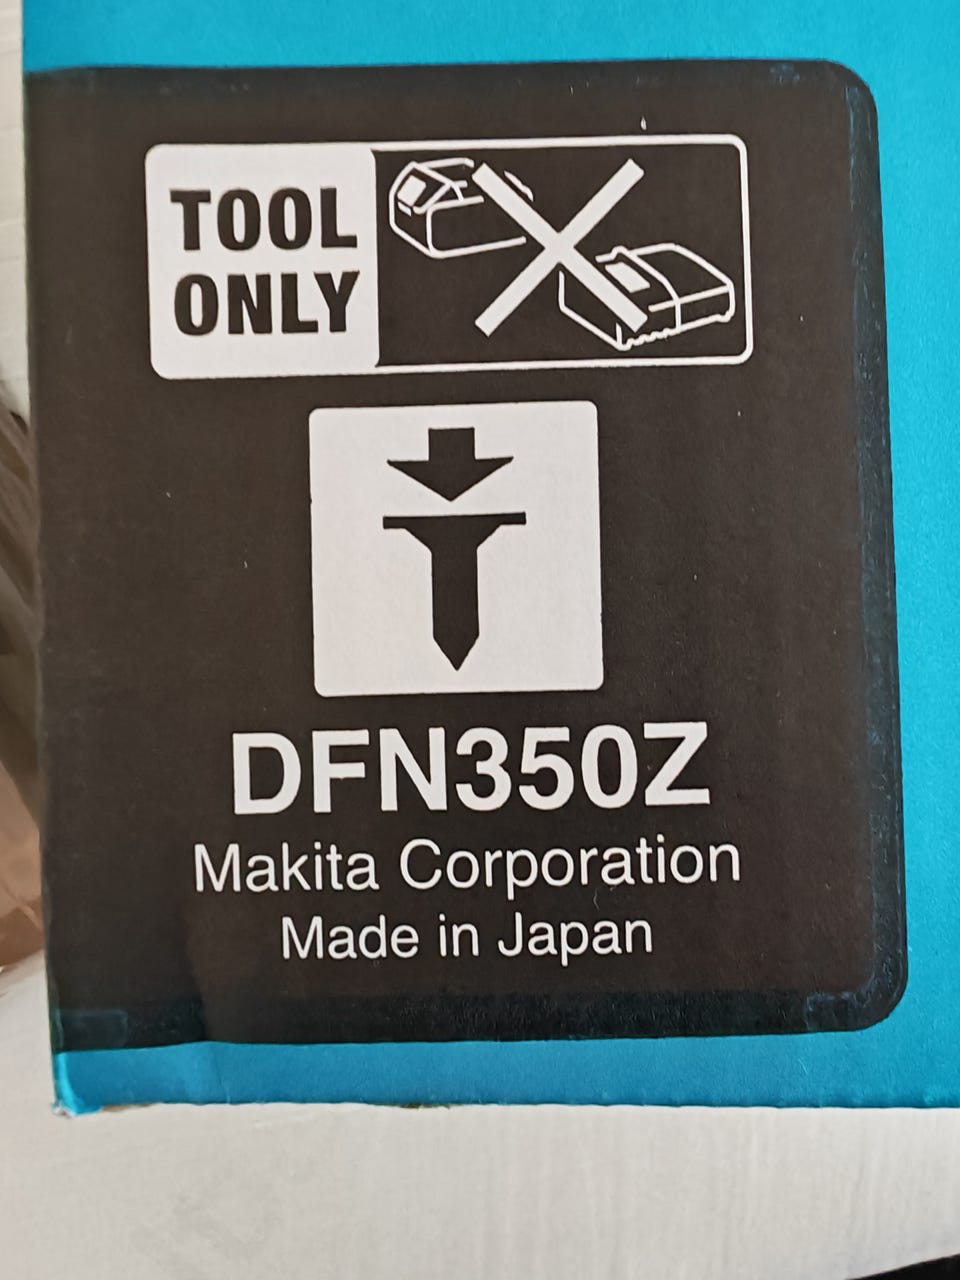 TOOL
ONLY
DFN350Z
Makita Corporation
Made in Japan